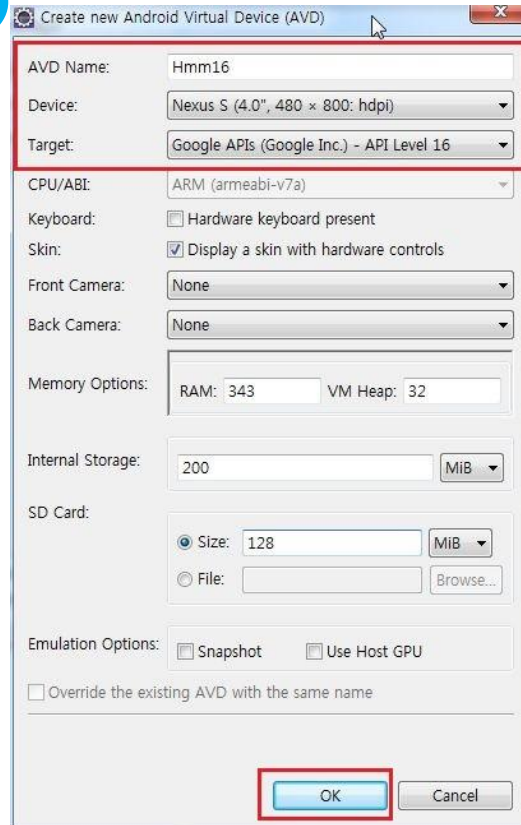 Create new Android Virtual Device (AVD)
AVD Name: Hmm16
Device: Nexus S (4.0", 480 × 800: hdpi)
Target: Google APIs (Google Inc.) - API Level 16
CPU/ABI: ARM (armeabi-v7a)
Keyboard: Hardware keyboard present
Skin: Display a skin with hardware controls
Front Camera: None
Back Camera: None
Memory Options: RAM: 343 VM Heap: 32
Internal Storage: 200 MiB
SD Card:
Size: 128 MiB
File: Browse...
Emulation Options: Snapshot Use Host GPU
Override the existing AVD with the same name
OK Cancel